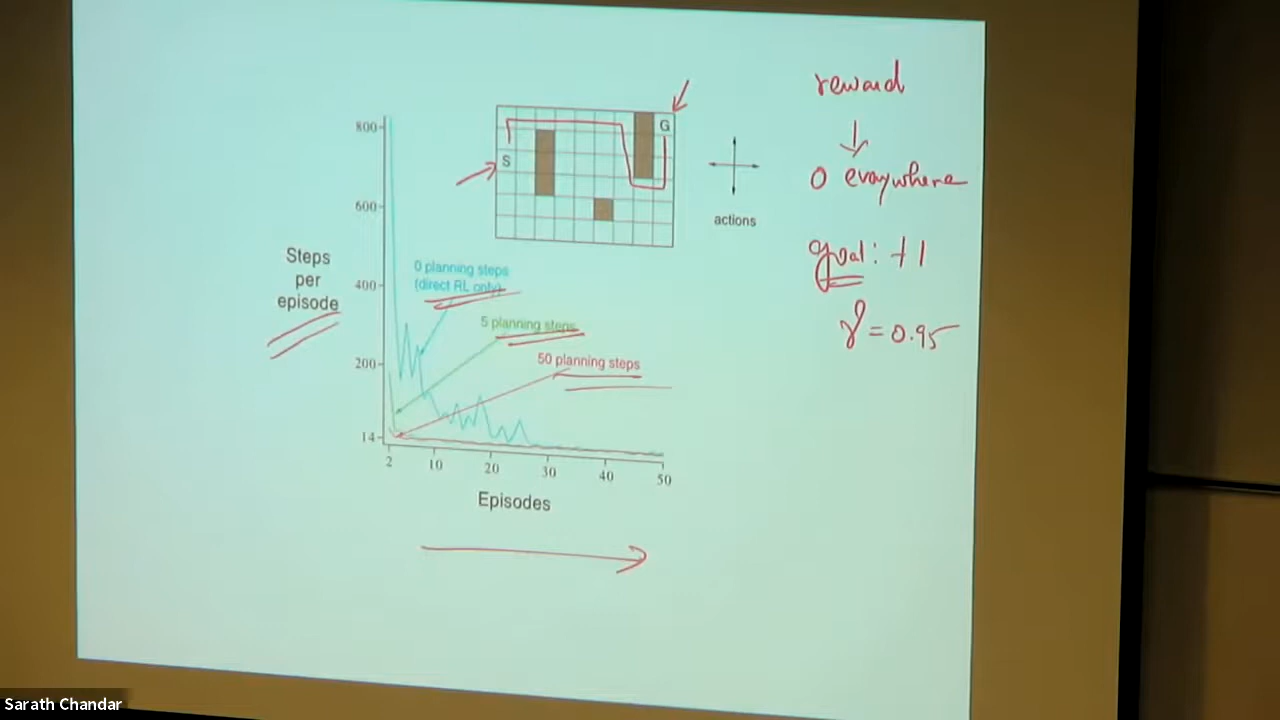 reward
0 everywhere
goal: +1
γ = 0.95
G
S
actions
800
600
400
200
14
Steps
per
episode
0 planning steps
(direct RL only)
5 planning steps
50 planning steps
2 10 20 30 40 50
Episodes
Sarath Chandar